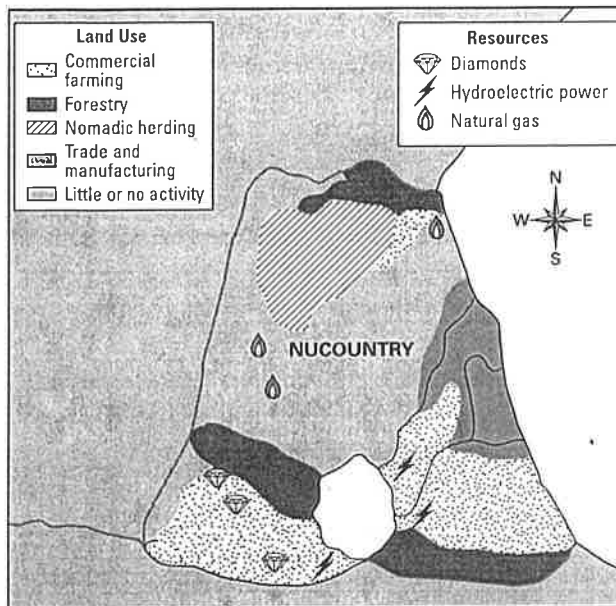 Land Use
Commercial
farming
Forestry
Nomadic herding
Trade and
manufacturing
Little or no activity
Resources
Diamonds
Hydroelectric power
Natural gas
N
W E
S
NUCOUNTRY